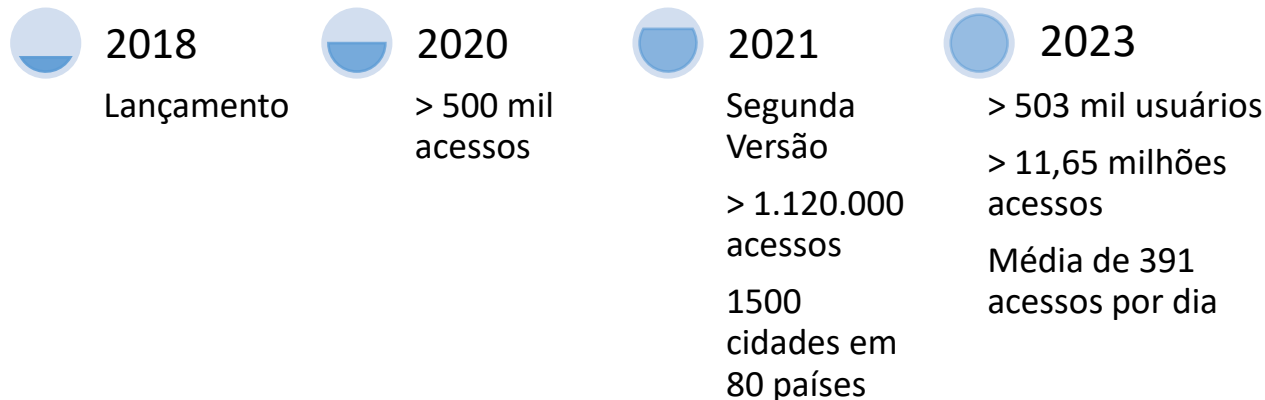 2018
Lançamento
2020
> 500 mil
acessos
2021
Segunda
Versão
> 1.120.000
acessos
1500
cidades em
80 países
2023
> 503 mil usuários
> 11,65 milhões
acessos
Média de 391
acessos por dia